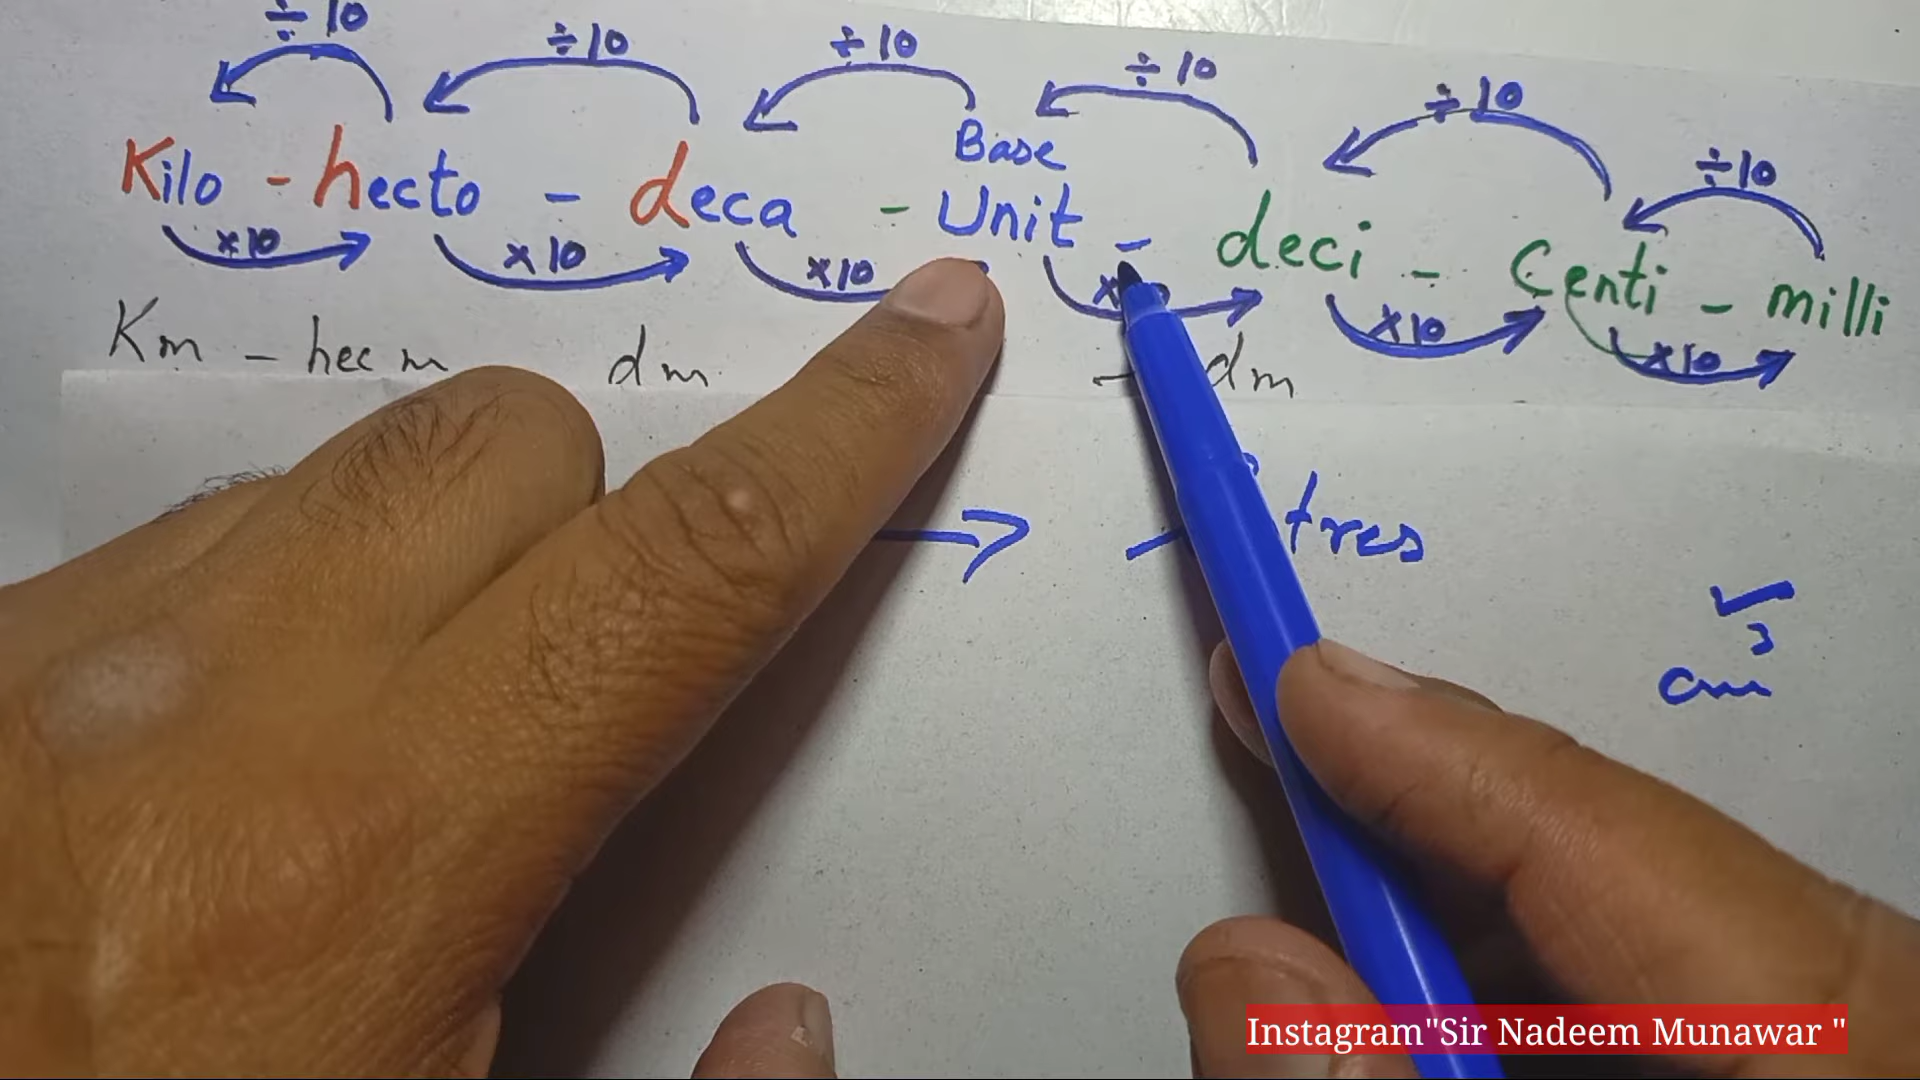 ÷10 ÷10 ÷10 ÷10 ÷10 ÷10
Base
Kilo - hecto - deca - Unit - deci - Centi - milli
×10 ×10 ×10 ×10 ×10
Km - hec m dm - dm
→ tres
✓
cm³
Instagram"Sir Nadeem Munawar "